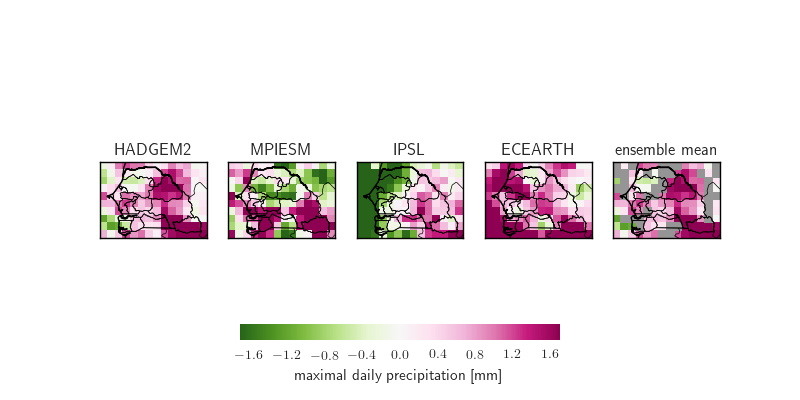 HADGEM2 MPIESM IPSL ECEARTH ensemble mean
−1.6 −1.2 −0.8 −0.4 0.0 0.4 0.8 1.2 1.6
maximal daily precipitation [mm]